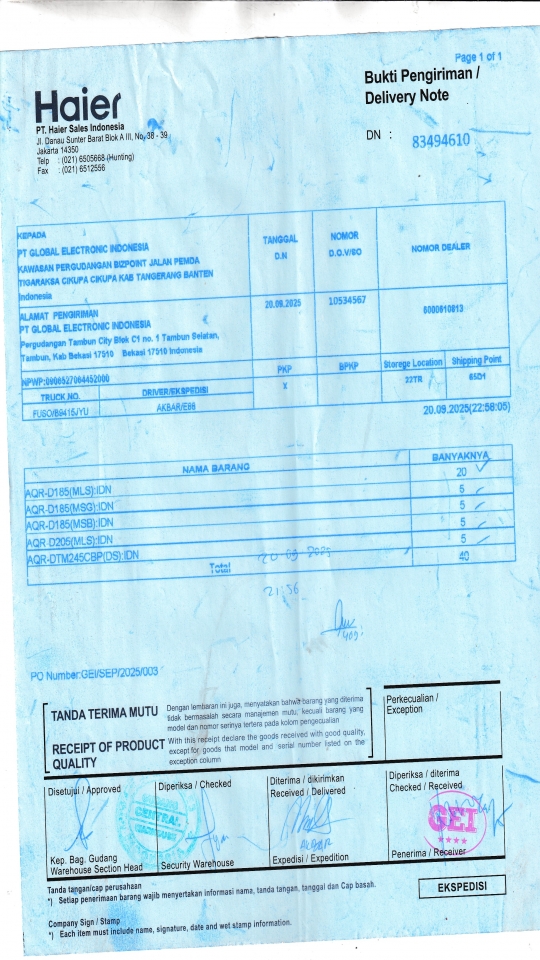 Page 1 of 1
Bukti Pengiriman /
Delivery Note
DN : 83494610
Haier
PT. Haier Sales Indonesia
Jl. Danau Sunter Barat Blok A III, No. 38 - 39
Jakarta 14350
Telp : (021) 6505668 (Hunting)
Fax : (021) 6512556
KEPADA
PT GLOBAL ELECTRONIC INDONESIA
KAWASAN PERGUDANGAN BIZPOINT JALAN PEMDA
TIGARAKSA CIKUPA CIKUPA KAB TANGERANG BANTEN
Indonesia
TANGGAL
D.N
NOMOR
D.O.V/SO
NOMOR DEALER
ALAMAT PENGIRIMAN
PT GLOBAL ELECTRONIC INDONESIA
Pergudangan Tambun City Blok C1 no. 1 Tambun Selatan,
Tambun, Kab Bekasi 17510 Bekasi 17510 Indonesia
20.09.2025
10534567
6000610813
NPWP:0906527064452000
PKP
BPKP
Storege Location
Shipping Point
X
22TR
65D1
TRUCK NO.
DRIVER/EKSPEDISI
FUSO/B9415JYU
AKBAR/E86
20.09.2025(22:56:05)
NAMA BARANG BANYAKNYA
AQR-D185(MLS):IDN 20
AQR-D185(MSG):IDN 5
AQR-D185(MSB):IDN 5
AQR-D205(MLS):IDN 5
AQR-DTM245CBP(DS):IDN 5
Total 40
20-09-2025
21:56
PO Number:GEI/SEP/2025/003
TANDA TERIMA MUTU
Dengan lembaran ini juga, menyatakan bahwa barang yang diterima
tidak bermasalah secara manajemen mutu, kecuali barang yang
model dan nomor serinya tertera pada kolom pengecualian
RECEIPT OF PRODUCT
QUALITY
With this receipt declare the goods received with good quality,
except for goods that model and serial number listed on the
exception column
Perkecualian /
Exception
Disetujui / Approved
Diperiksa / Checked
Diterima / dikirimkan
Received / Delivered
Diperiksa / diterima
Checked / Received
CENTRAL
AKBAR
GEI
Kep. Bag. Gudang
Warehouse Section Head
Security Warehouse
Expedisi / Expedition
Penerima / Receiver
Tanda tangan/cap perusahaan
*) Setiap penerimaan barang wajib menyertakan informasi nama, tanda tangan, tanggal dan Cap basah.
EKSPEDISI
Company Sign / Stamp
*) Each item must include name, signature, date and wet stamp information.